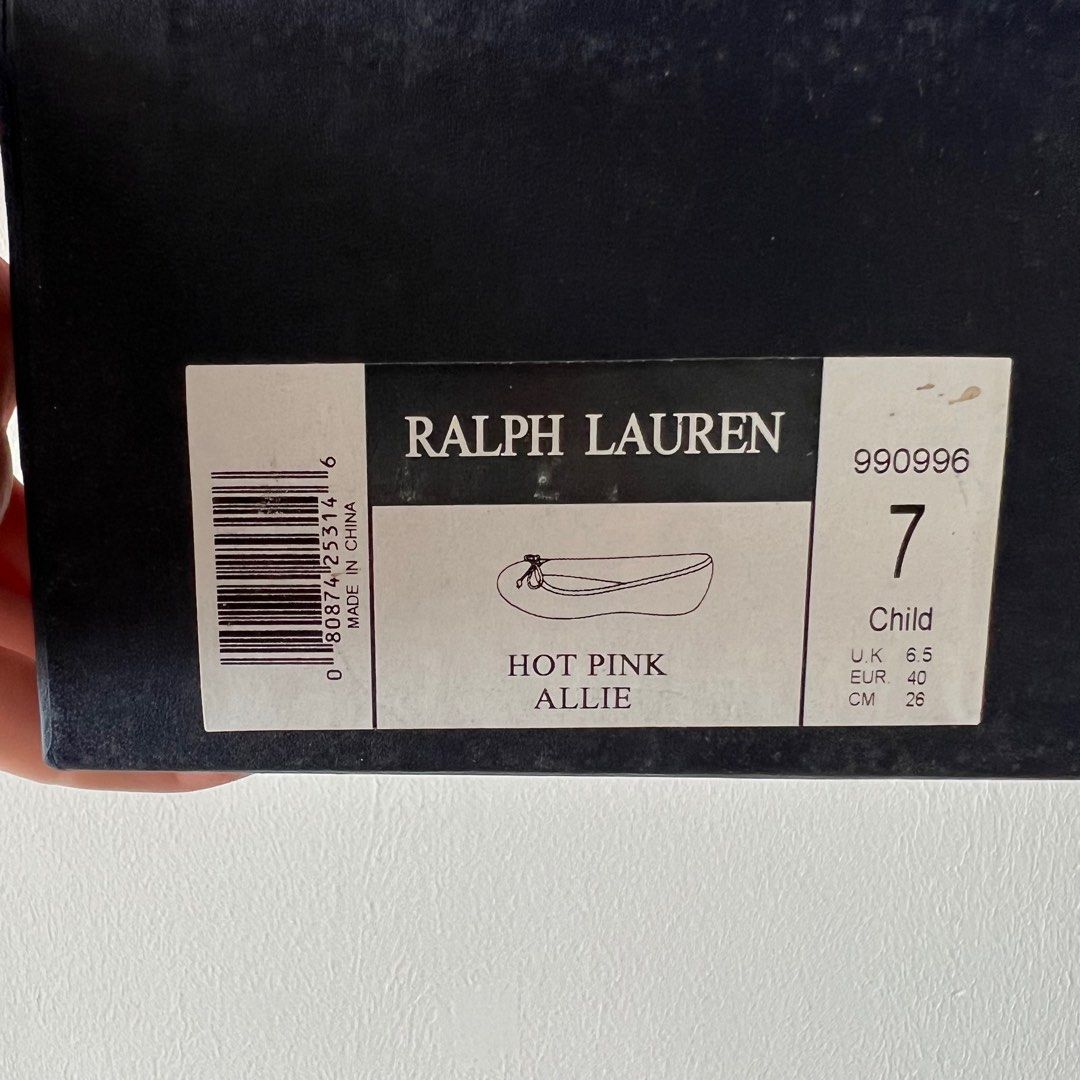 0 80874 25314 6
MADE IN CHINA
RALPH LAUREN
HOT PINK
ALLIE
990996
7
Child
U.K 6.5
EUR. 40
CM 26